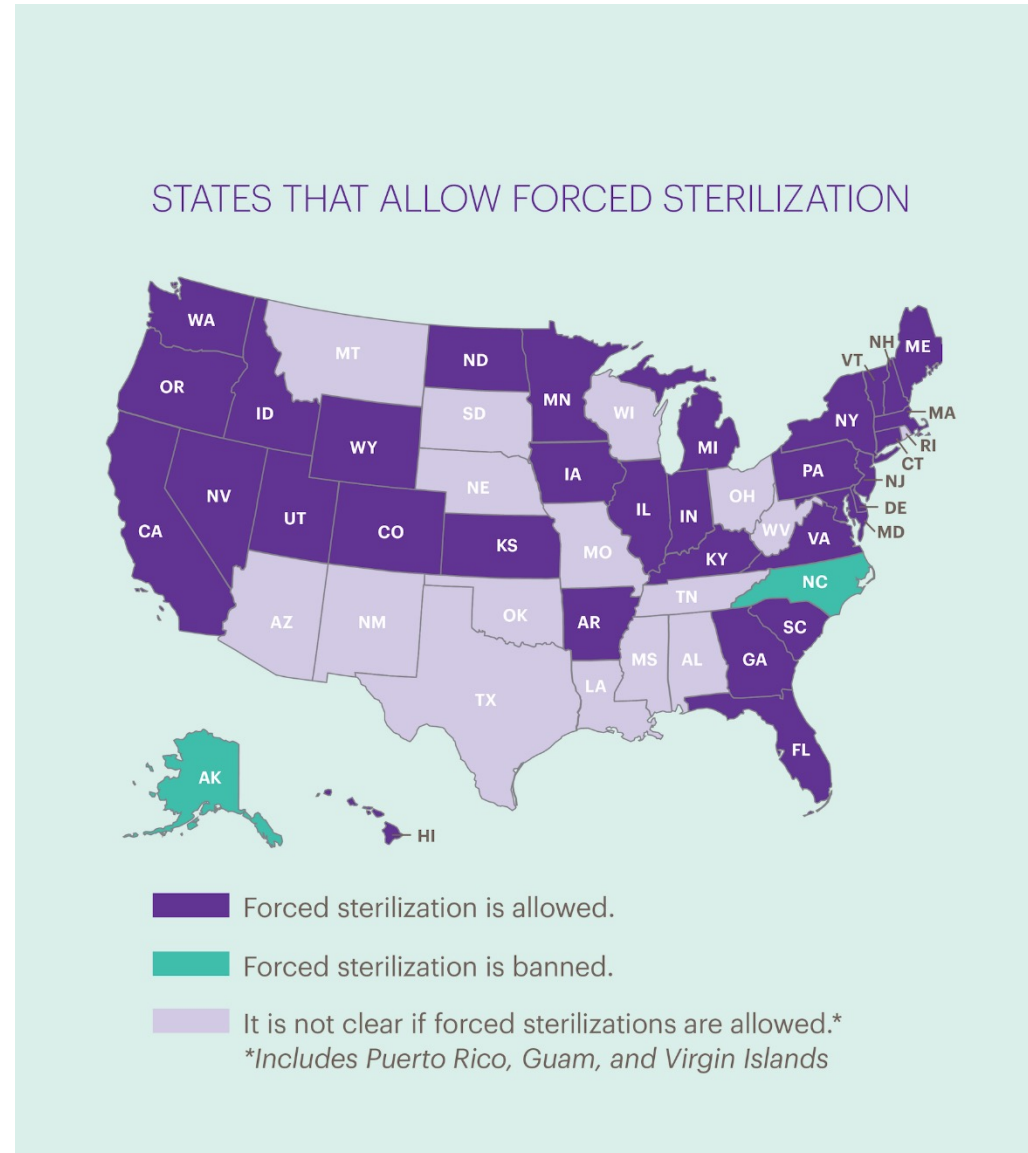 STATES THAT ALLOW FORCED STERILIZATION
WA
MT
ND
MN
ME
NH
VT
OR
ID
SD
WI
NY
MA
WY
MI
RI
CT
IA
PA
NJ
NE
NV
IL
IN
OH
DE
UT
CO
WV
MD
CA
KS
MO
KY
VA
NC
TN
AZ
NM
OK
AR
SC
MS
AL
GA
LA
TX
FL
AK
HI
Forced sterilization is allowed.
Forced sterilization is banned.
It is not clear if forced sterilizations are allowed.*
*Includes Puerto Rico, Guam, and Virgin Islands